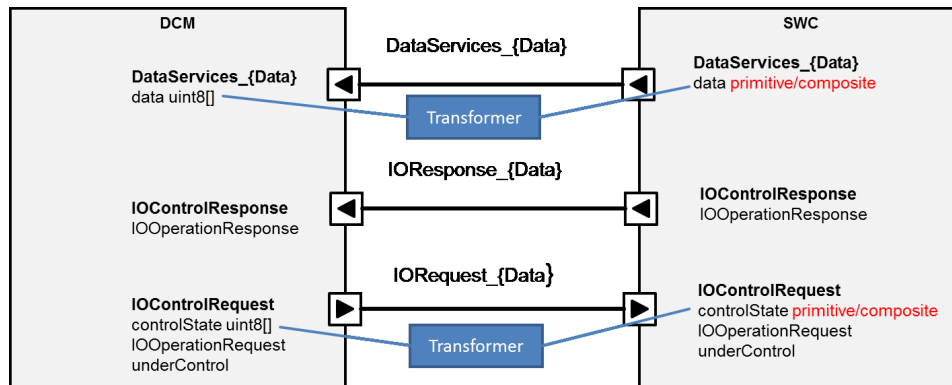 DCM
SWC
DataServices_{Data}
DataServices_{Data}
data uint8[]
DataServices_{Data}
data primitive/composite
Transformer
IOResponse_{Data}
IOControlResponse
IOOperationResponse
IOControlResponse
IOOperationResponse
IORequest_{Data}
IOControlRequest
controlState uint8[]
IOOperationRequest
underControl
IOControlRequest
controlState primitive/composite
IOOperationRequest
underControl
Transformer